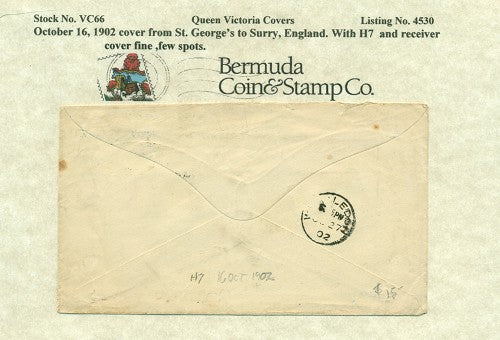 Stock No. VC66 Queen Victoria Covers Listing No. 4530
October 16, 1902 cover from St. George's to Surry, England. With H7 and receiver
cover fine ,few spots.
Bermuda
Coin&Stamp Co.
02
H7 16 OCT 1902
$ 15